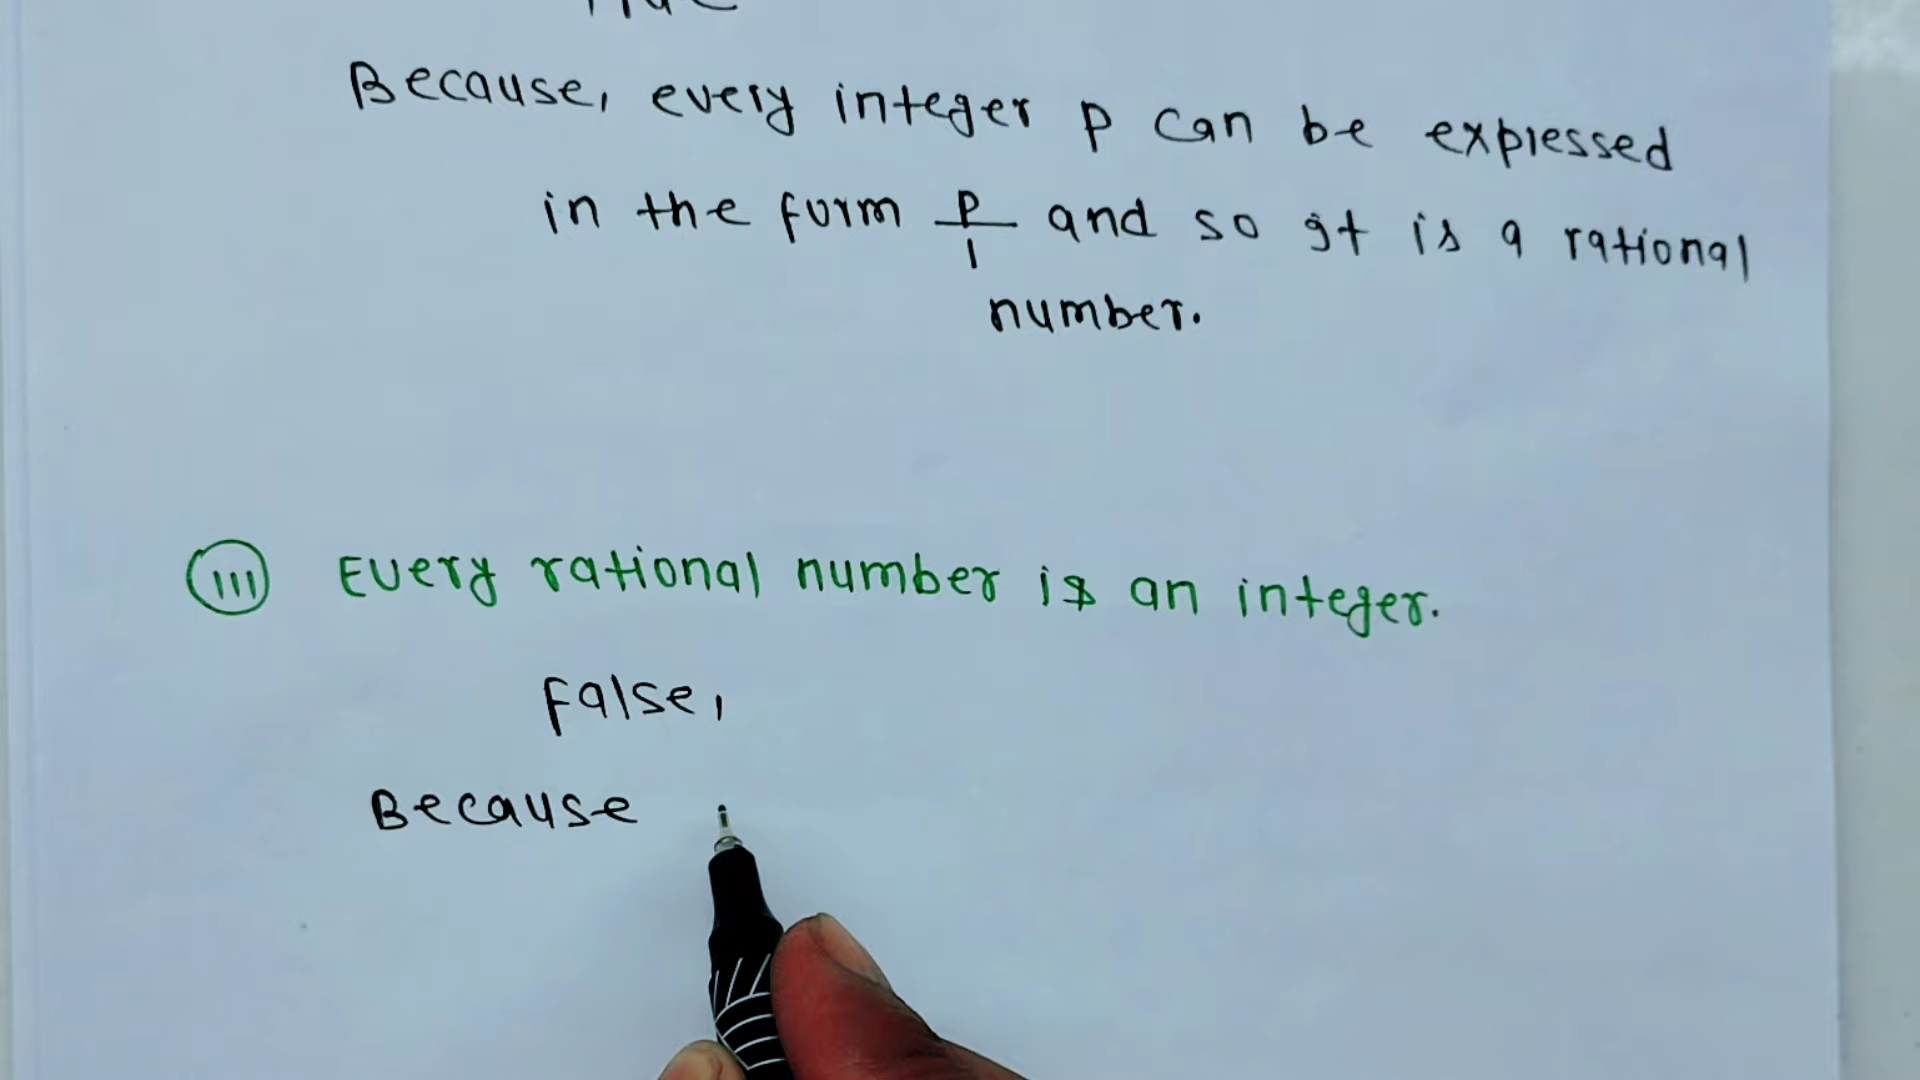 Because, every integer p can be expressed
in the form p/1 and so it is a rational
number.
(iii) Every rational number is an integer.
False,
Because